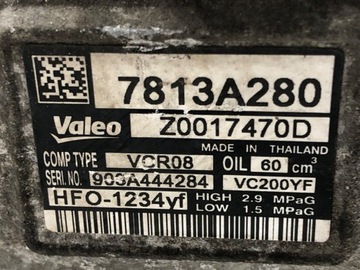 7813A280
Valeo Z0017470D
MADE IN THAILAND
COMP TYPE VCR08 OIL 60 cm³
SERIAL No. 903A444284 VC200YF
HFO-1234yf HIGH 2.9 MPaG
LOW 1.5 MPaG